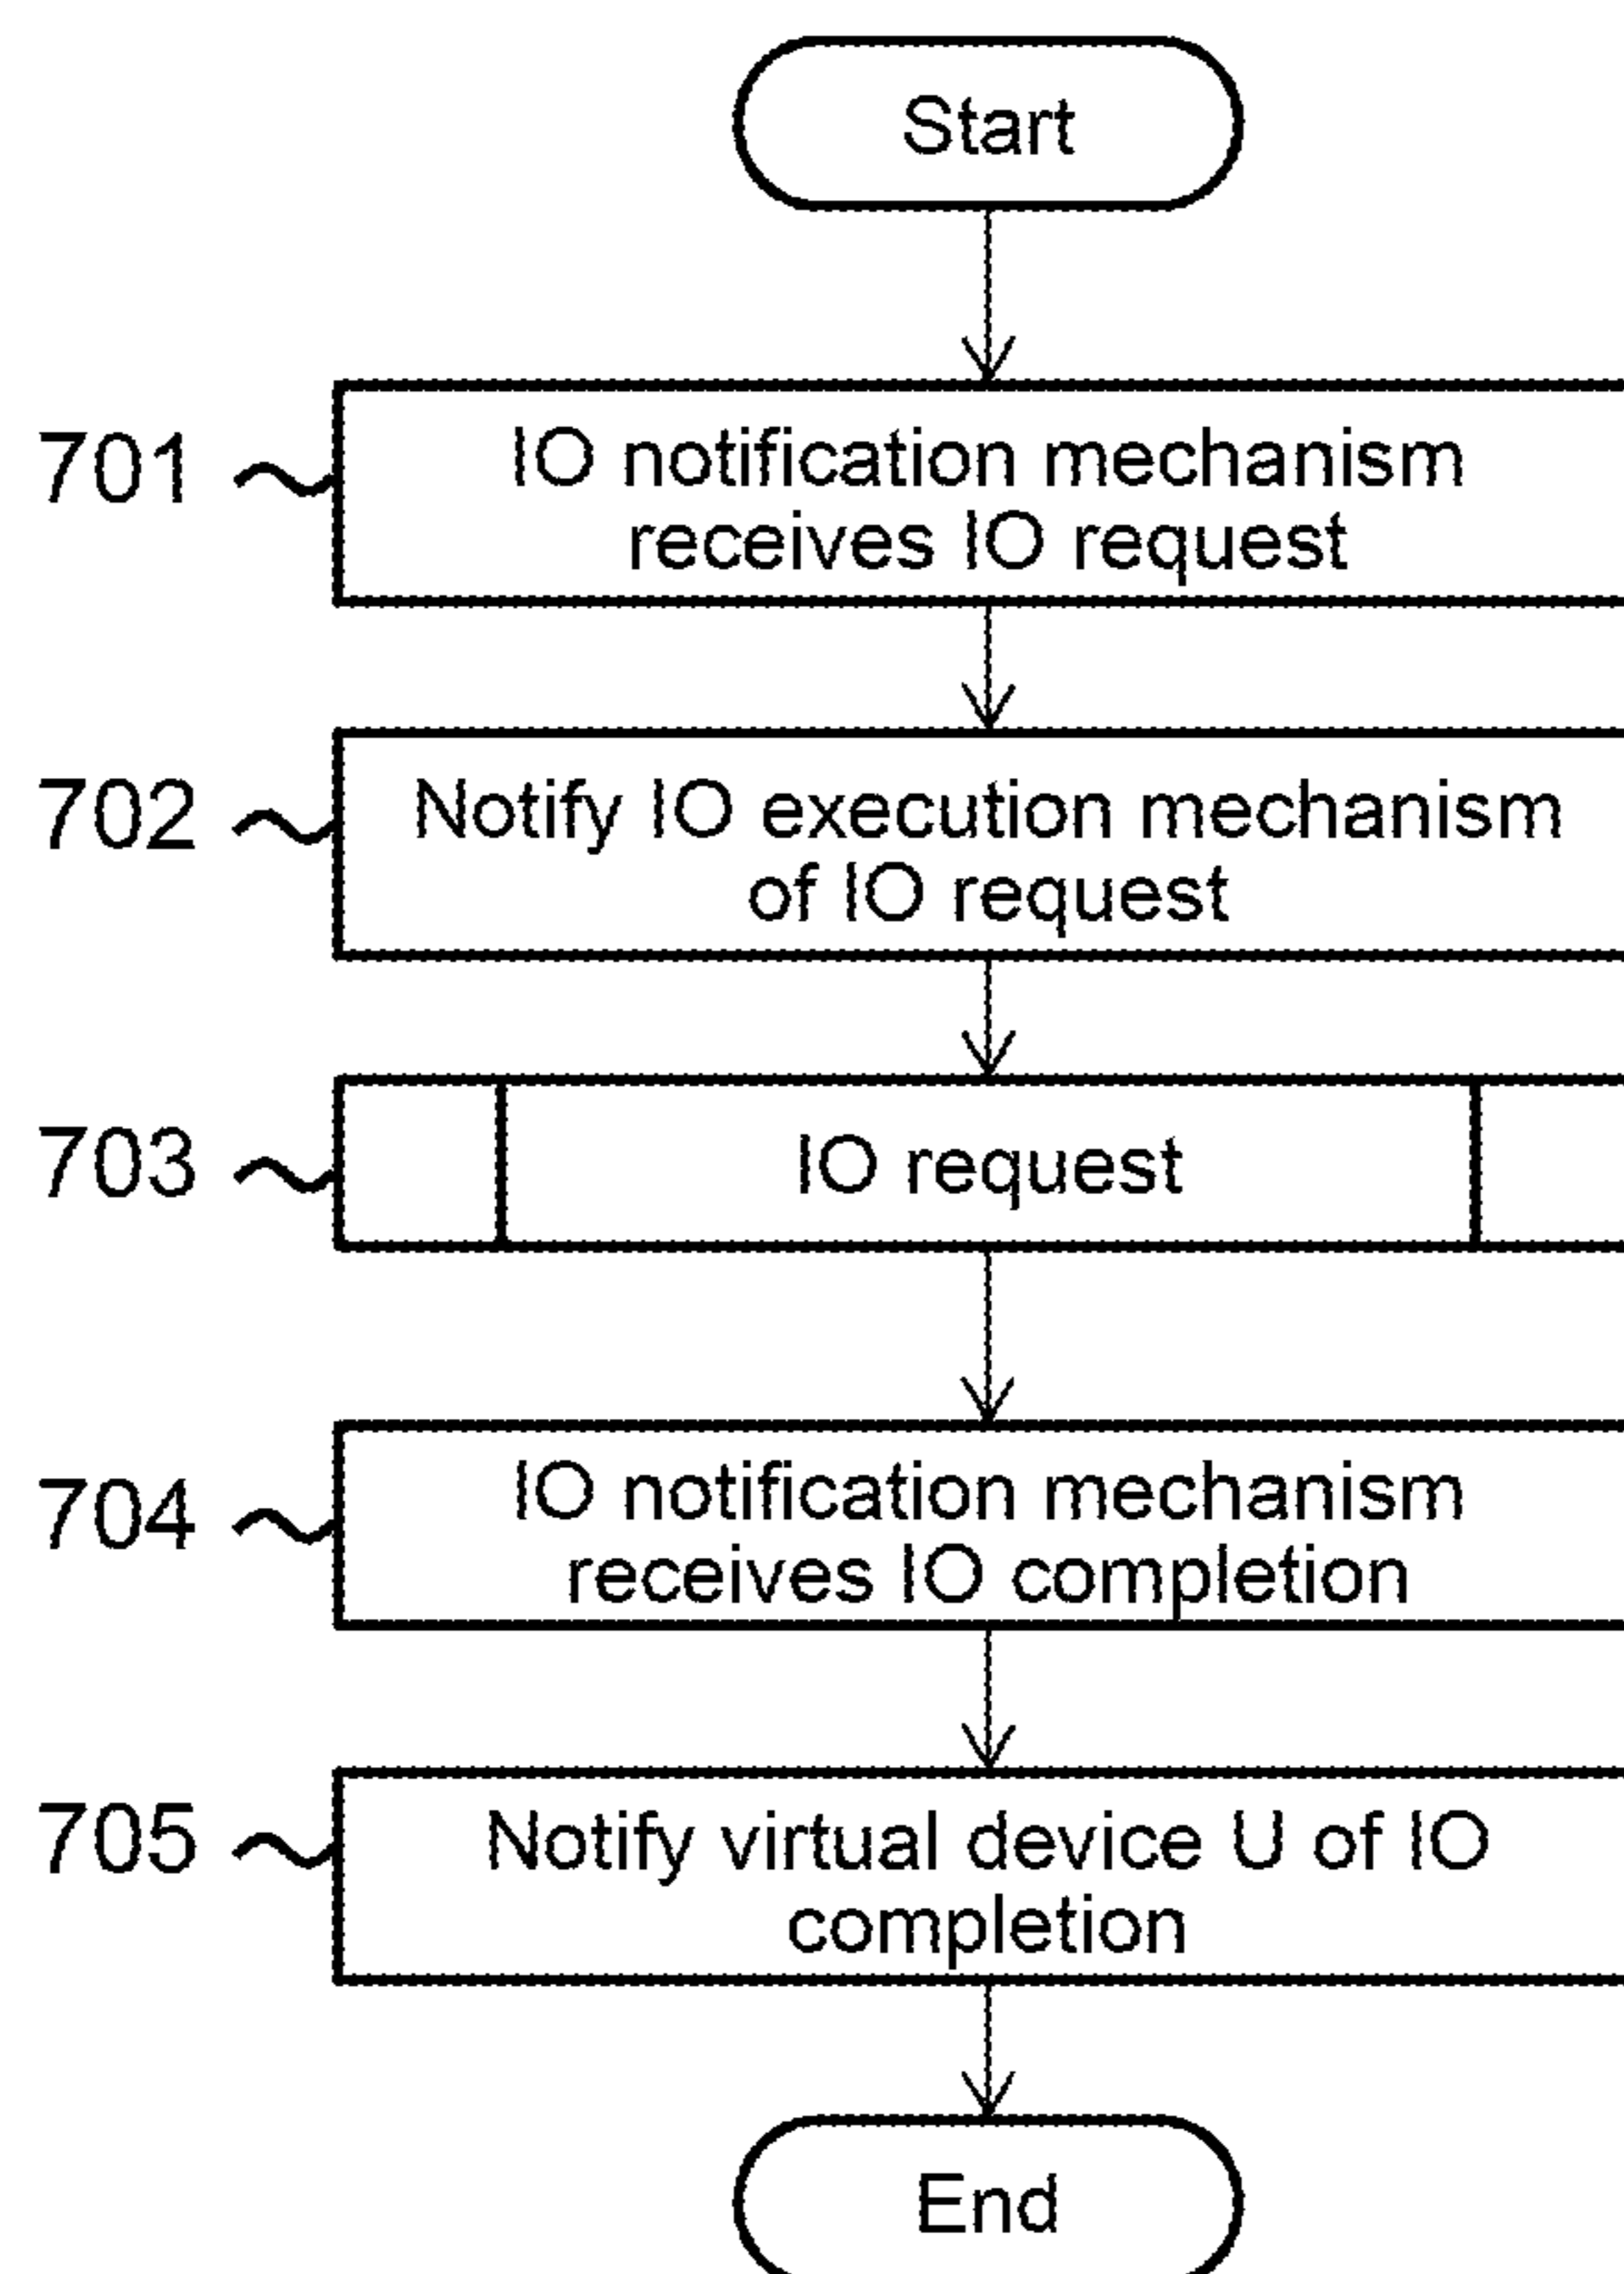 Start
701
IO notification mechanism
receives IO request
702
Notify IO execution mechanism
of IO request
703
IO request
704
IO notification mechanism
receives IO completion
705
Notify virtual device U of IO
completion
End